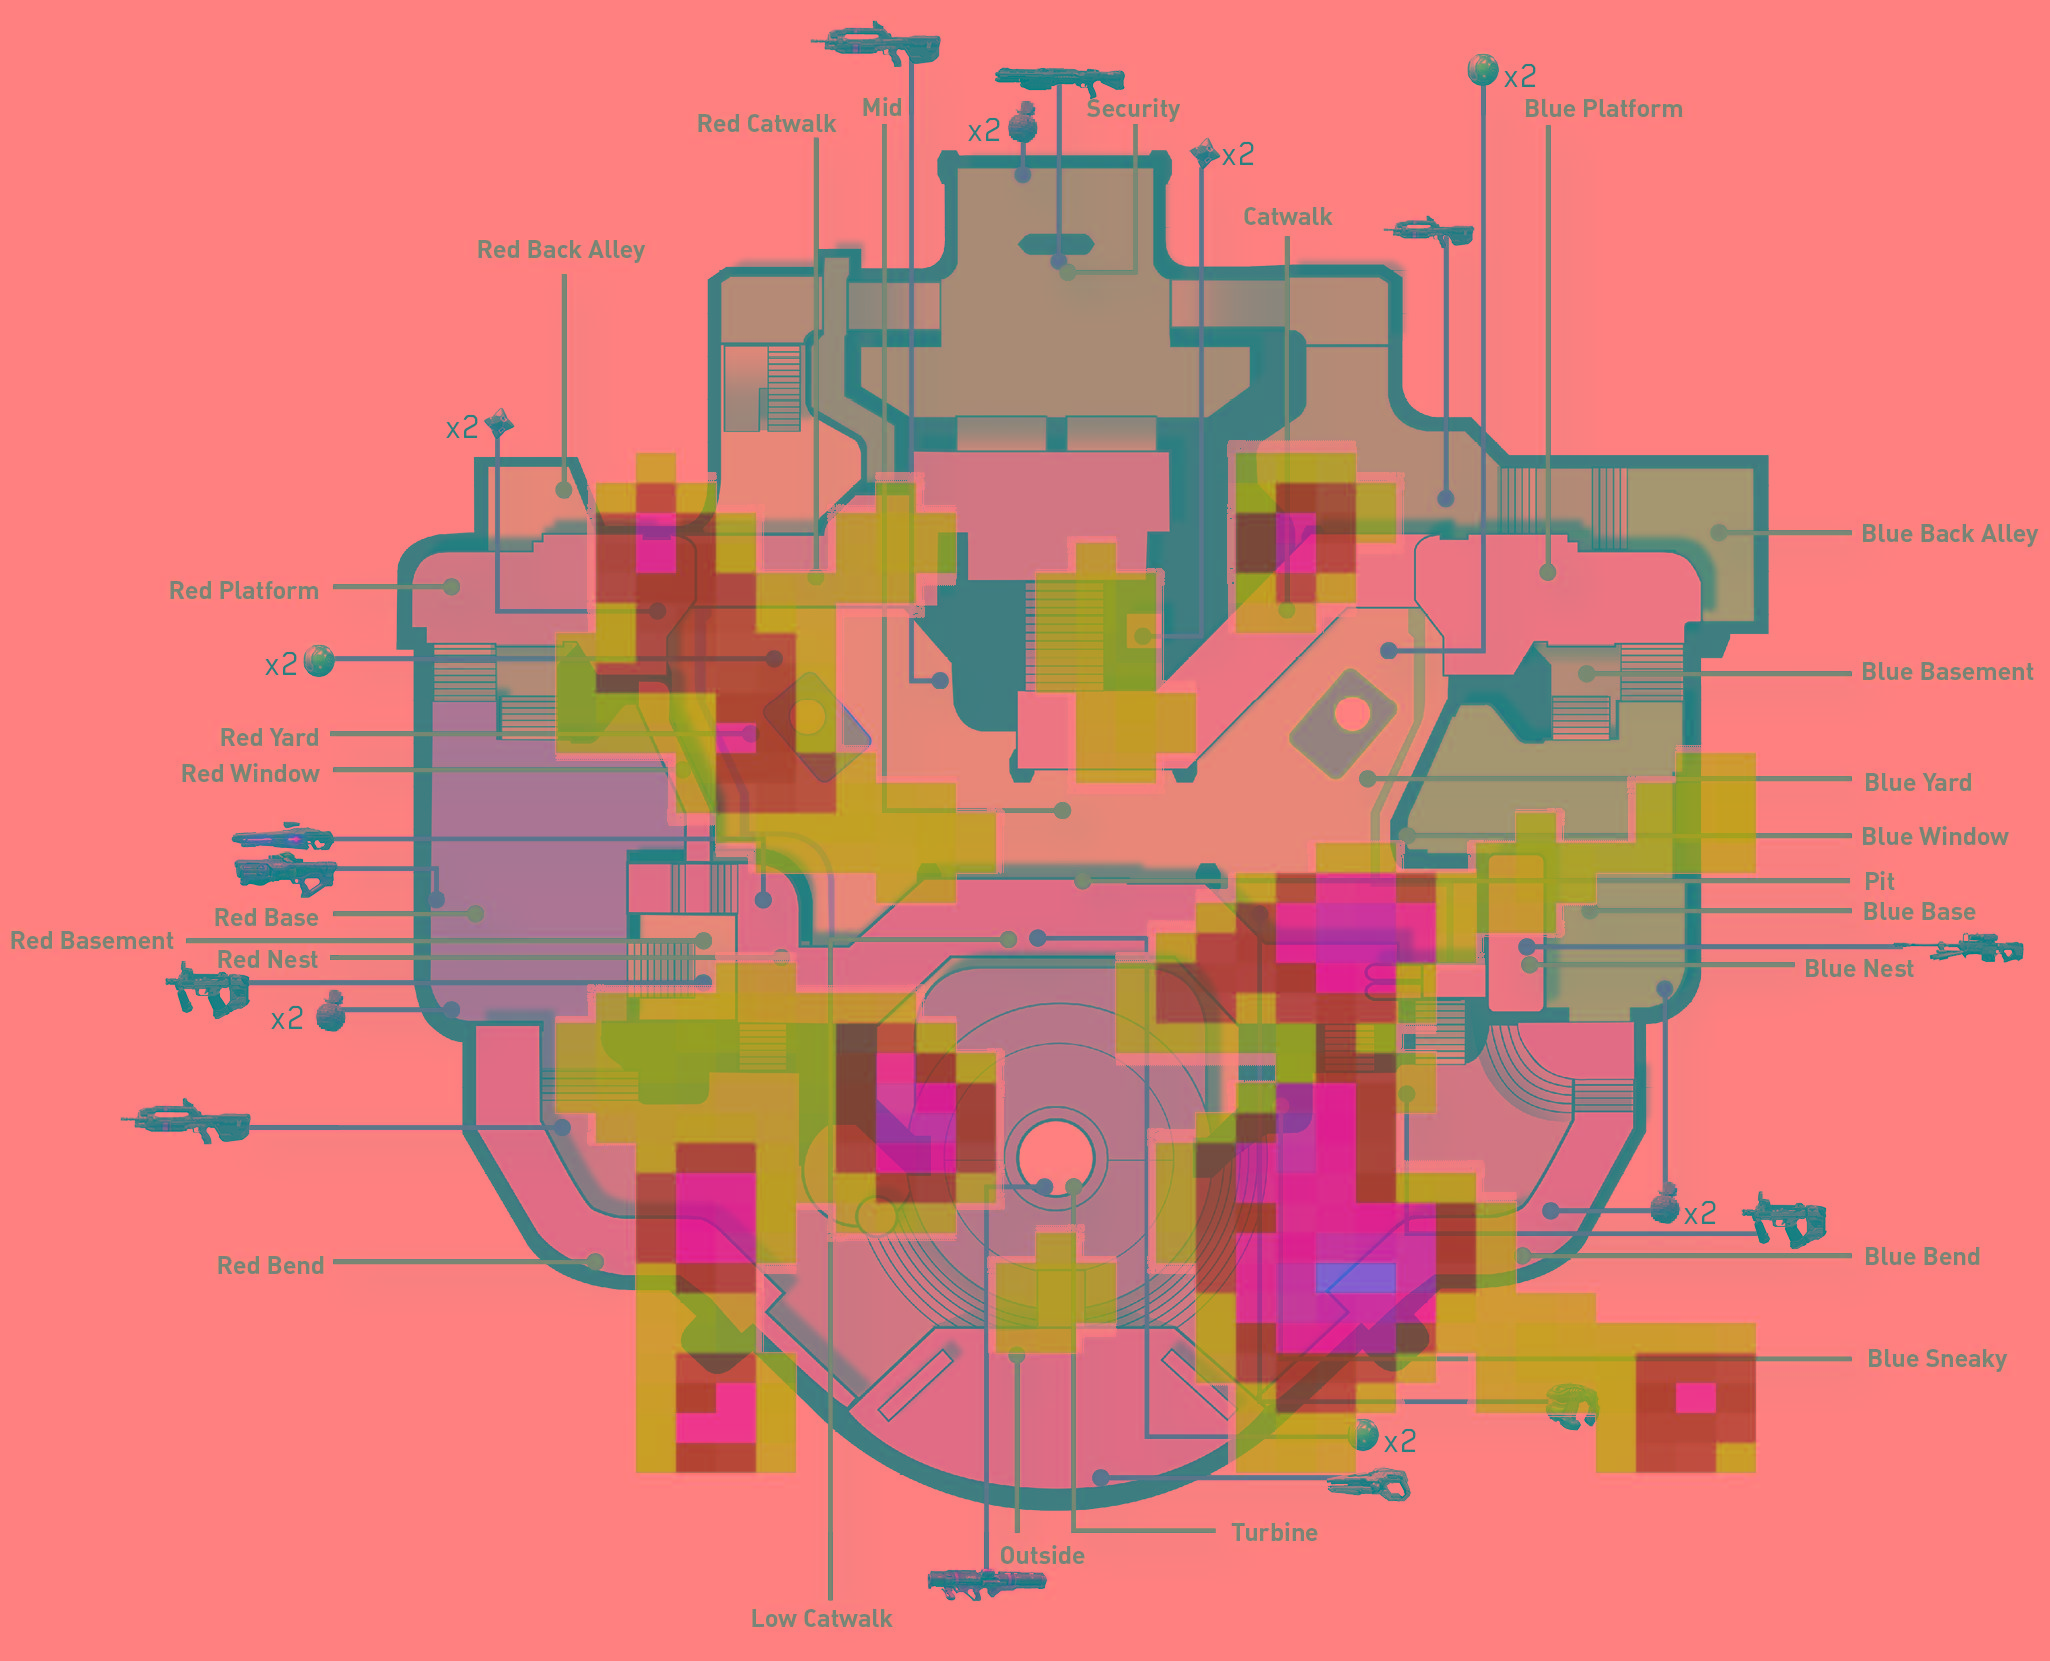 x2
Mid
Security
Blue Platform
Red Catwalk
x2
x2
Catwalk
Red Back Alley
x2
Blue Back Alley
Red Platform
x2
Blue Basement
Red Yard
Red Window
Blue Yard
Blue Window
Pit
Red Base
Blue Base
Red Basement
Red Nest
Blue Nest
x2
x2
Red Bend
Blue Bend
Blue Sneaky
x2
Turbine
Outside
Low Catwalk